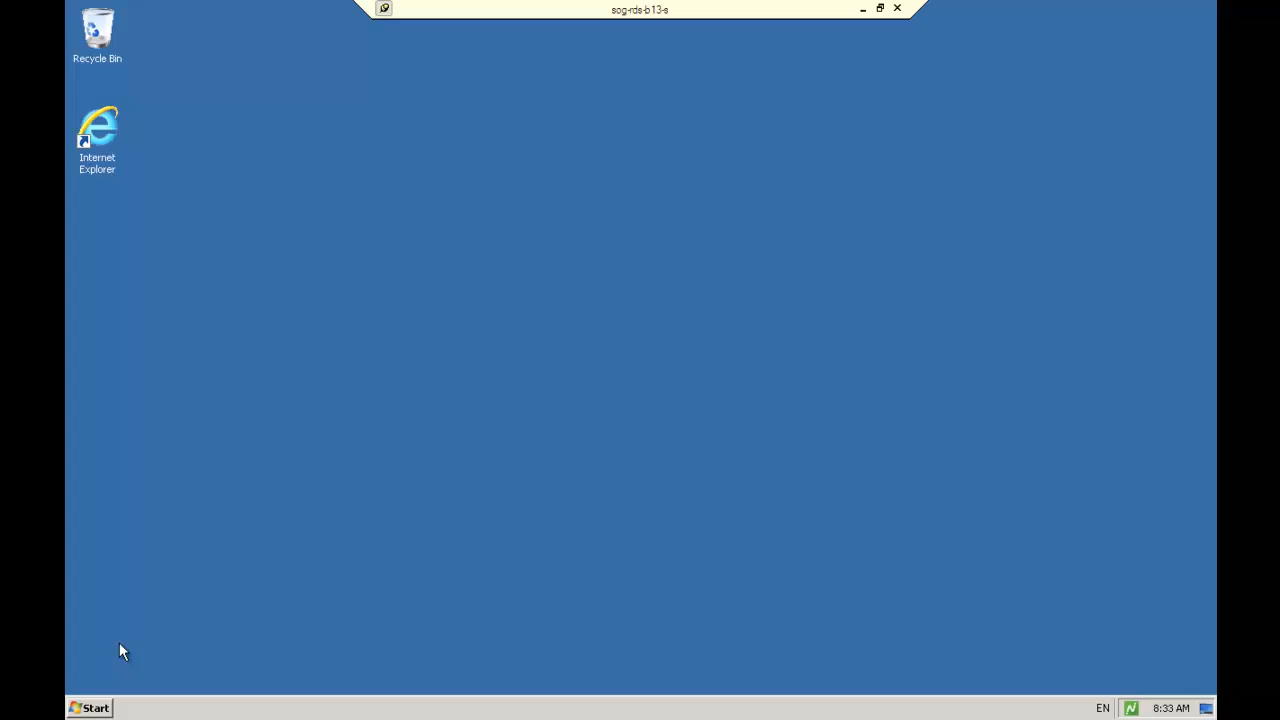 sog-rds-b13-s
Recycle Bin
Internet
Explorer
Start
EN
N
8:33 AM